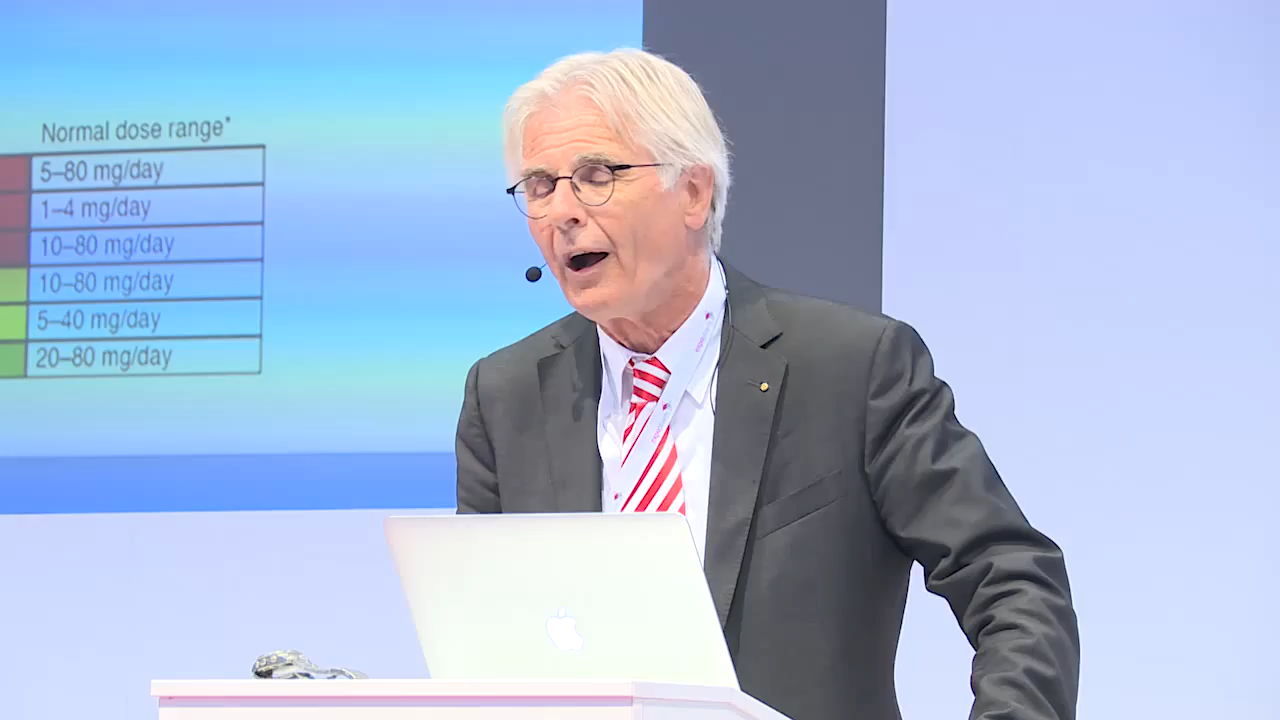 Normal dose range*
5–80 mg/day
1–4 mg/day
10–80 mg/day
10–80 mg/day
5–40 mg/day
20–80 mg/day